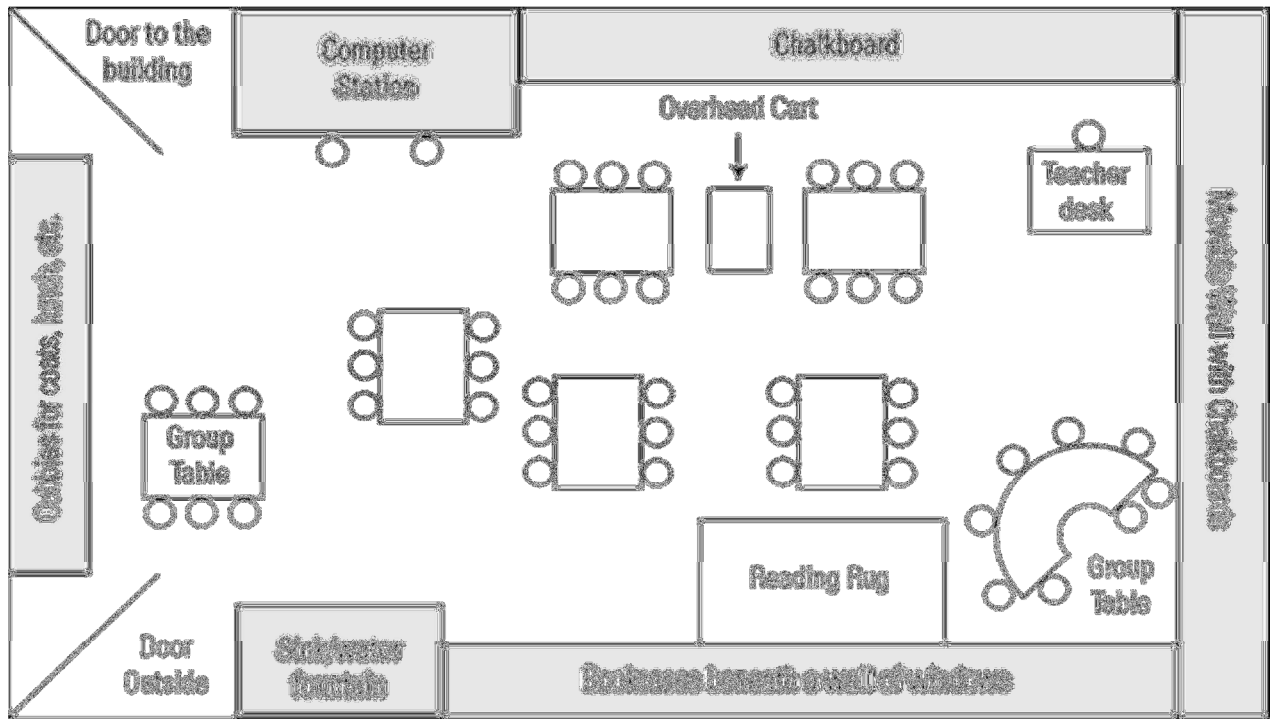 Door to the
building
Computer
Station
Chalkboard
Overhead Cart
Teacher
desk
Cubbies for coats, lunch, etc.
Movable Wall with Chalkboards
Group
Table
Reading Rug
Group
Table
Door
Outside
Sink/water
fountain
Bookcases beneath a wall of windows